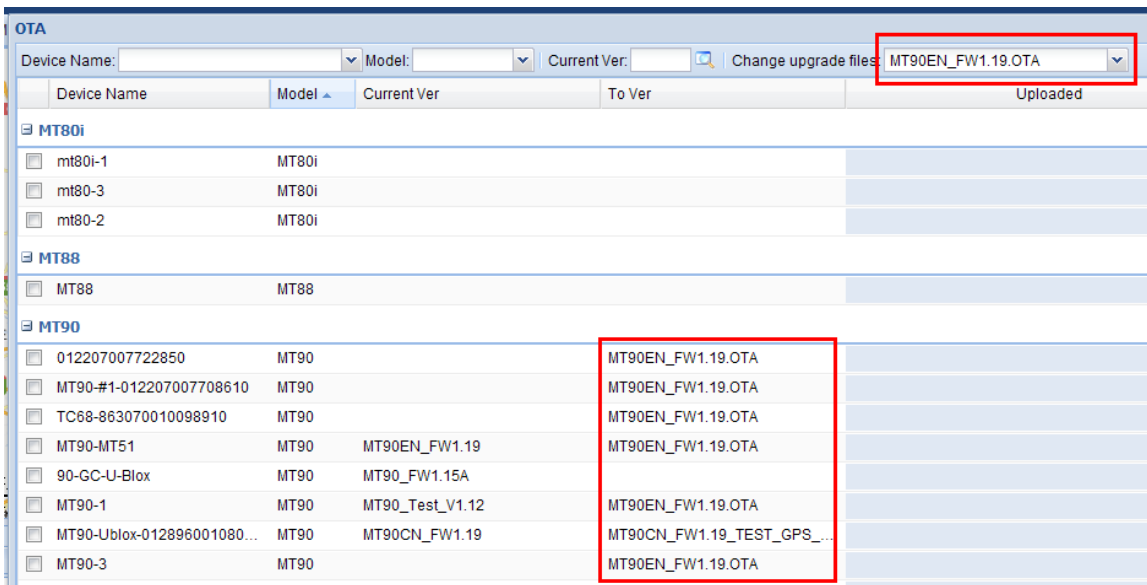 OTA
Device Name: Model: Current Ver: Change upgrade files: MT90EN_FW1.19.OTA
Device Name Model Current Ver To Ver Uploaded
MT80i
mt80i-1 MT80i
mt80-3 MT80i
mt80-2 MT80i
MT88
MT88 MT88
MT90
012207007722850 MT90 MT90EN_FW1.19.OTA
MT90-#1-012207007708610 MT90 MT90EN_FW1.19.OTA
TC68-863070010098910 MT90 MT90EN_FW1.19.OTA
MT90-MT51 MT90 MT90EN_FW1.19 MT90EN_FW1.19.OTA
90-GC-U-Blox MT90 MT90_FW1.15A
MT90-1 MT90 MT90_Test_V1.12 MT90EN_FW1.19.OTA
MT90-Ublox-012896001080... MT90 MT90CN_FW1.19 MT90CN_FW1.19_TEST_GPS_...
MT90-3 MT90 MT90EN_FW1.19.OTA